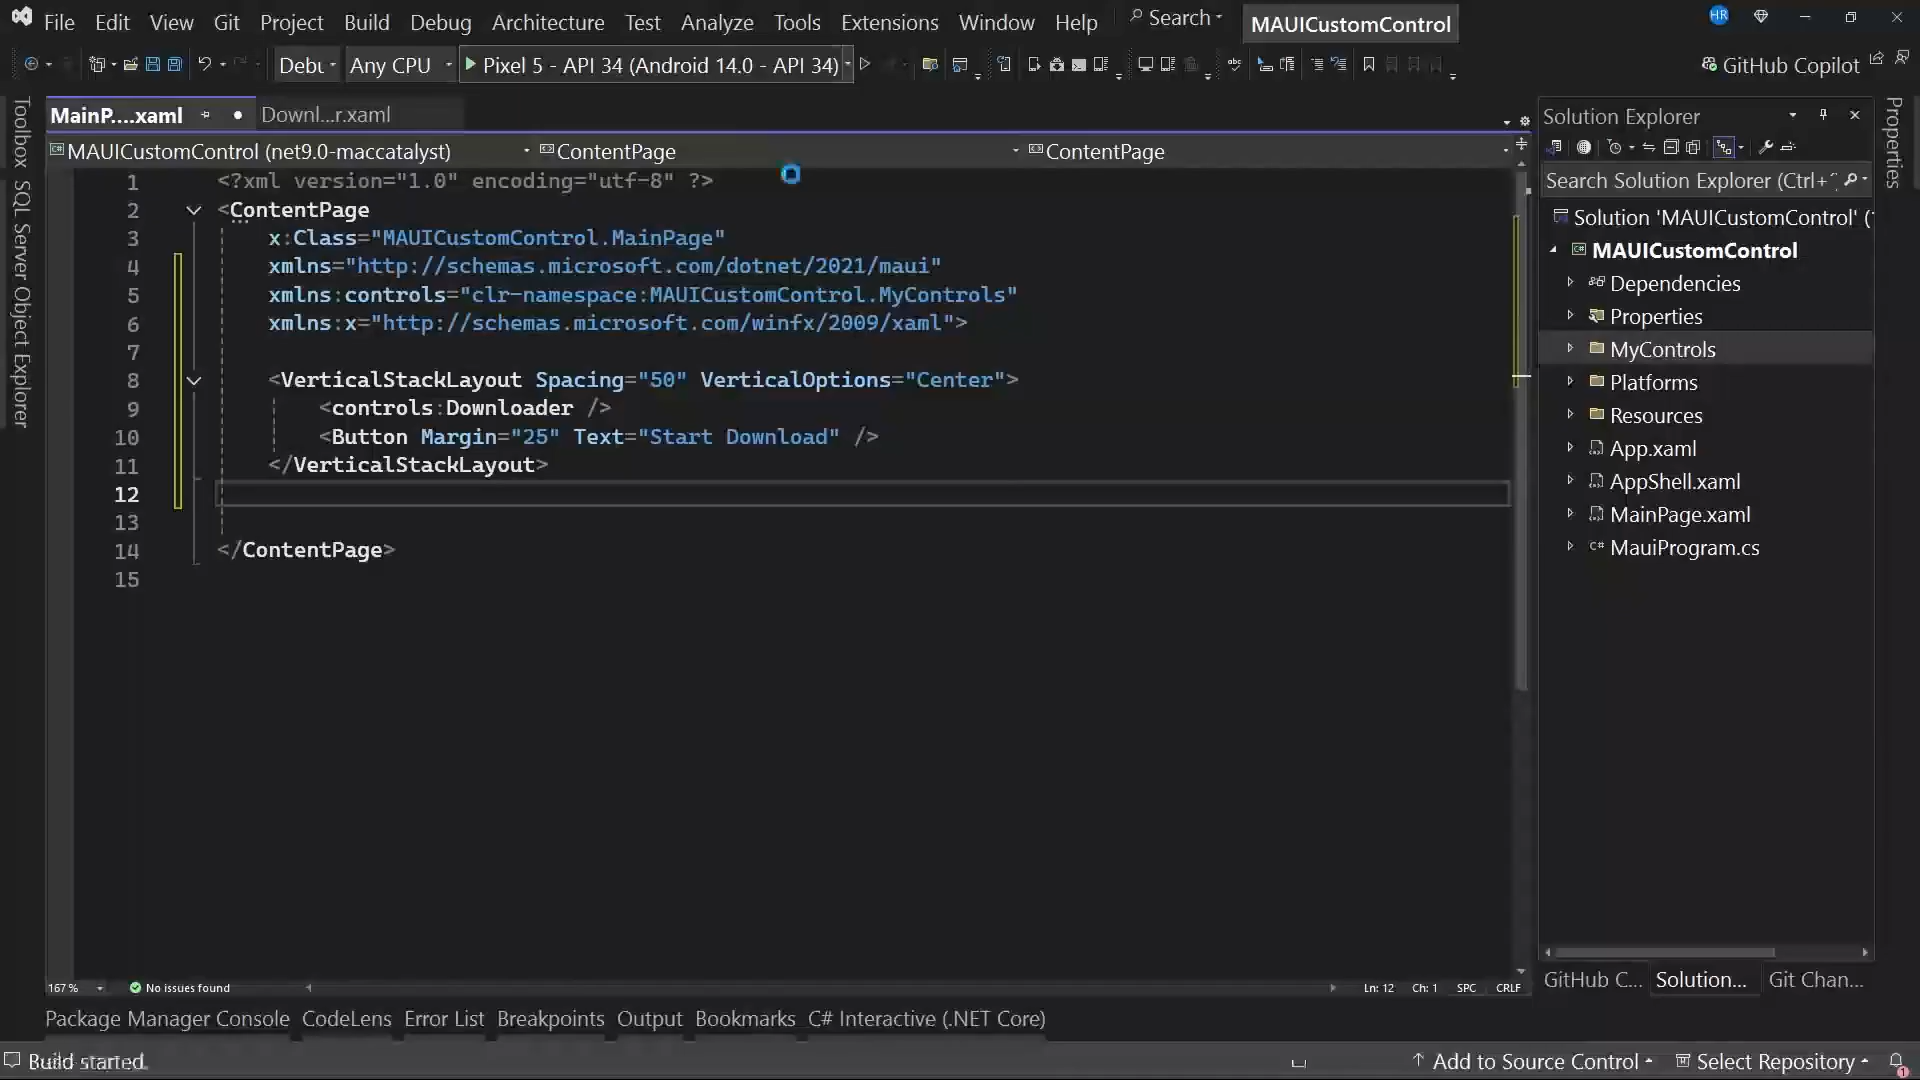 File Edit View Git Project Build Debug Architecture Test Analyze Tools Extensions Window Help Search MAUICustomControl HR
Debu Any CPU Pixel 5 - API 34 (Android 14.0 - API 34) GitHub Copilot
MainP....xaml Downl...r.xaml
MAUICustomControl (net9.0-maccatalyst) ContentPage ContentPage
1 <?xml version="1.0" encoding="utf-8" ?>
2 <ContentPage
3 x:Class="MAUICustomControl.MainPage"
4 xmlns="http://schemas.microsoft.com/dotnet/2021/maui"
5 xmlns:controls="clr-namespace:MAUICustomControl.MyControls"
6 xmlns:x="http://schemas.microsoft.com/winfx/2009/xaml">
7
8 <VerticalStackLayout Spacing="50" VerticalOptions="Center">
9 <controls:Downloader />
10 <Button Margin="25" Text="Start Download" />
11 </VerticalStackLayout>
12
13
14 </ContentPage>
15
167 % No issues found Ln: 12 Ch: 1 SPC CRLF
Toolbox
SQL Server Object Explorer
Solution Explorer
Search Solution Explorer (Ctrl+
Solution 'MAUICustomControl' (
MAUICustomControl
Dependencies
Properties
MyControls
Platforms
Resources
App.xaml
AppShell.xaml
MainPage.xaml
C# MauiProgram.cs
GitHub C... Solution... Git Chan...
Properties
Package Manager Console CodeLens Error List Breakpoints Output Bookmarks C# Interactive (.NET Core)
Build started Add to Source Control Select Repository 1